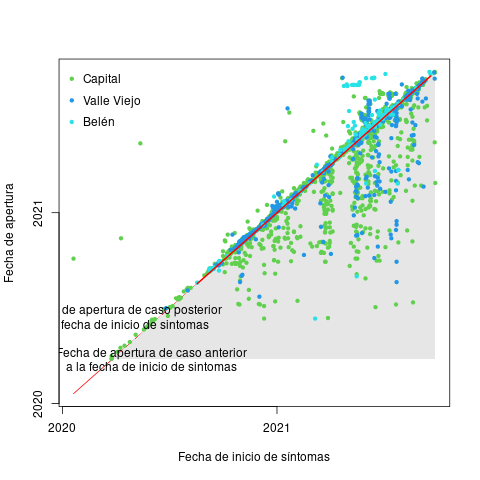 Capital
Valle Viejo
Belén
de apertura de caso posterior
fecha de inicio de síntomas
Fecha de apertura de caso anterior
a la fecha de inicio de síntomas
2021
2020
Fecha de apertura
2020
2021
Fecha de inicio de síntomas